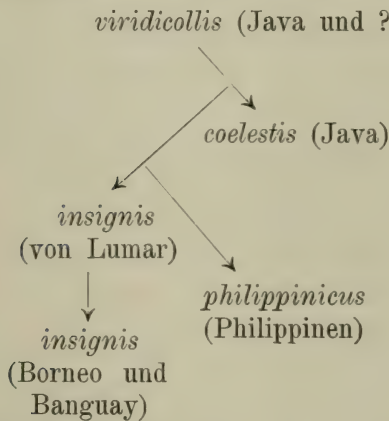 viridicollis (Java und ?
coelestis (Java)
insignis
(von Lumar)
philippinicus
(Philippinen)
insignis
(Borneo und
Banguay)